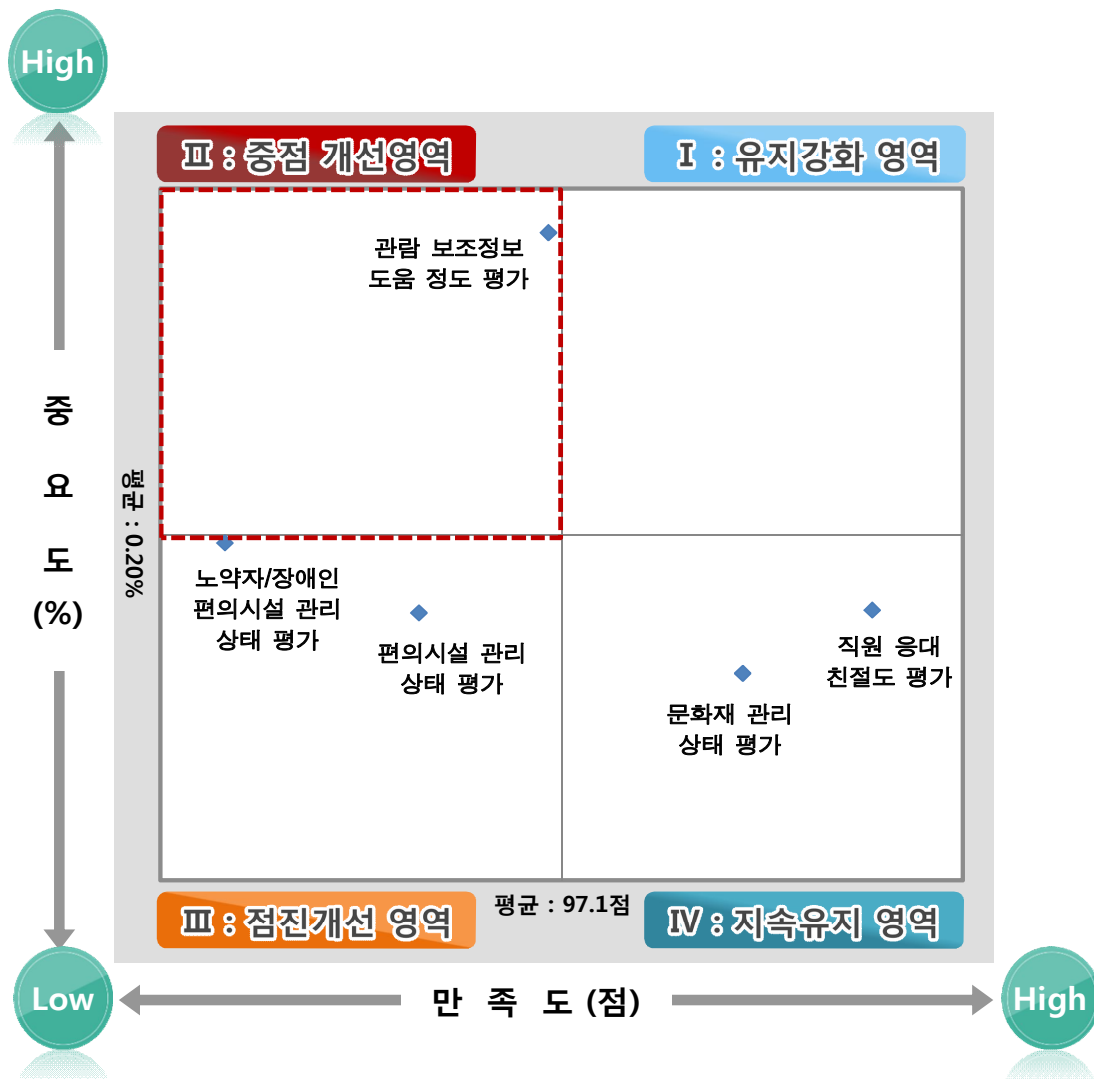 High
Ⅱ : 중점 개선영역
Ⅰ : 유지강화 영역
관람 보조정보
도움 정도 평가
중
요
도
(%)
평균 : 0.20%
노약자/장애인
편의시설 관리
상태 평가
편의시설 관리
상태 평가
직원 응대
친절도 평가
문화재 관리
상태 평가
Ⅲ : 점진개선 영역
평균 : 97.1점
Ⅳ : 지속유지 영역
Low
만 족 도 (점)
High